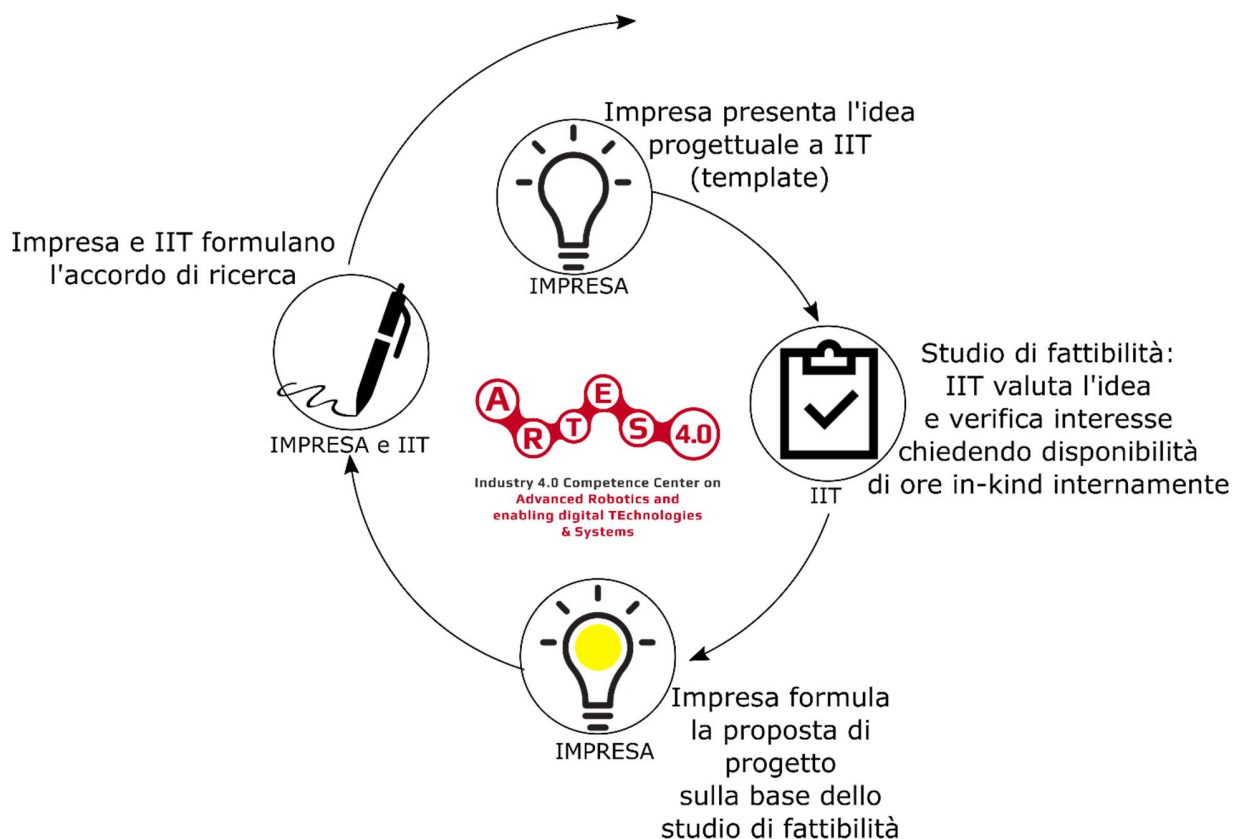 Impresa presenta l'idea
progettuale a IIT
(template)
IMPRESA
Studio di fattibilità:
IIT valuta l'idea
e verifica interesse
chiedendo disponibilità
di ore in-kind internamente
IIT
Impresa formula
la proposta di
progetto
sulla base dello
studio di fattibilità
IMPRESA
Impresa e IIT formulano
l'accordo di ricerca
IMPRESA e IIT
ARTES 4.0
Industry 4.0 Competence Center on
Advanced Robotics and
enabling digital TEchnologies
& Systems